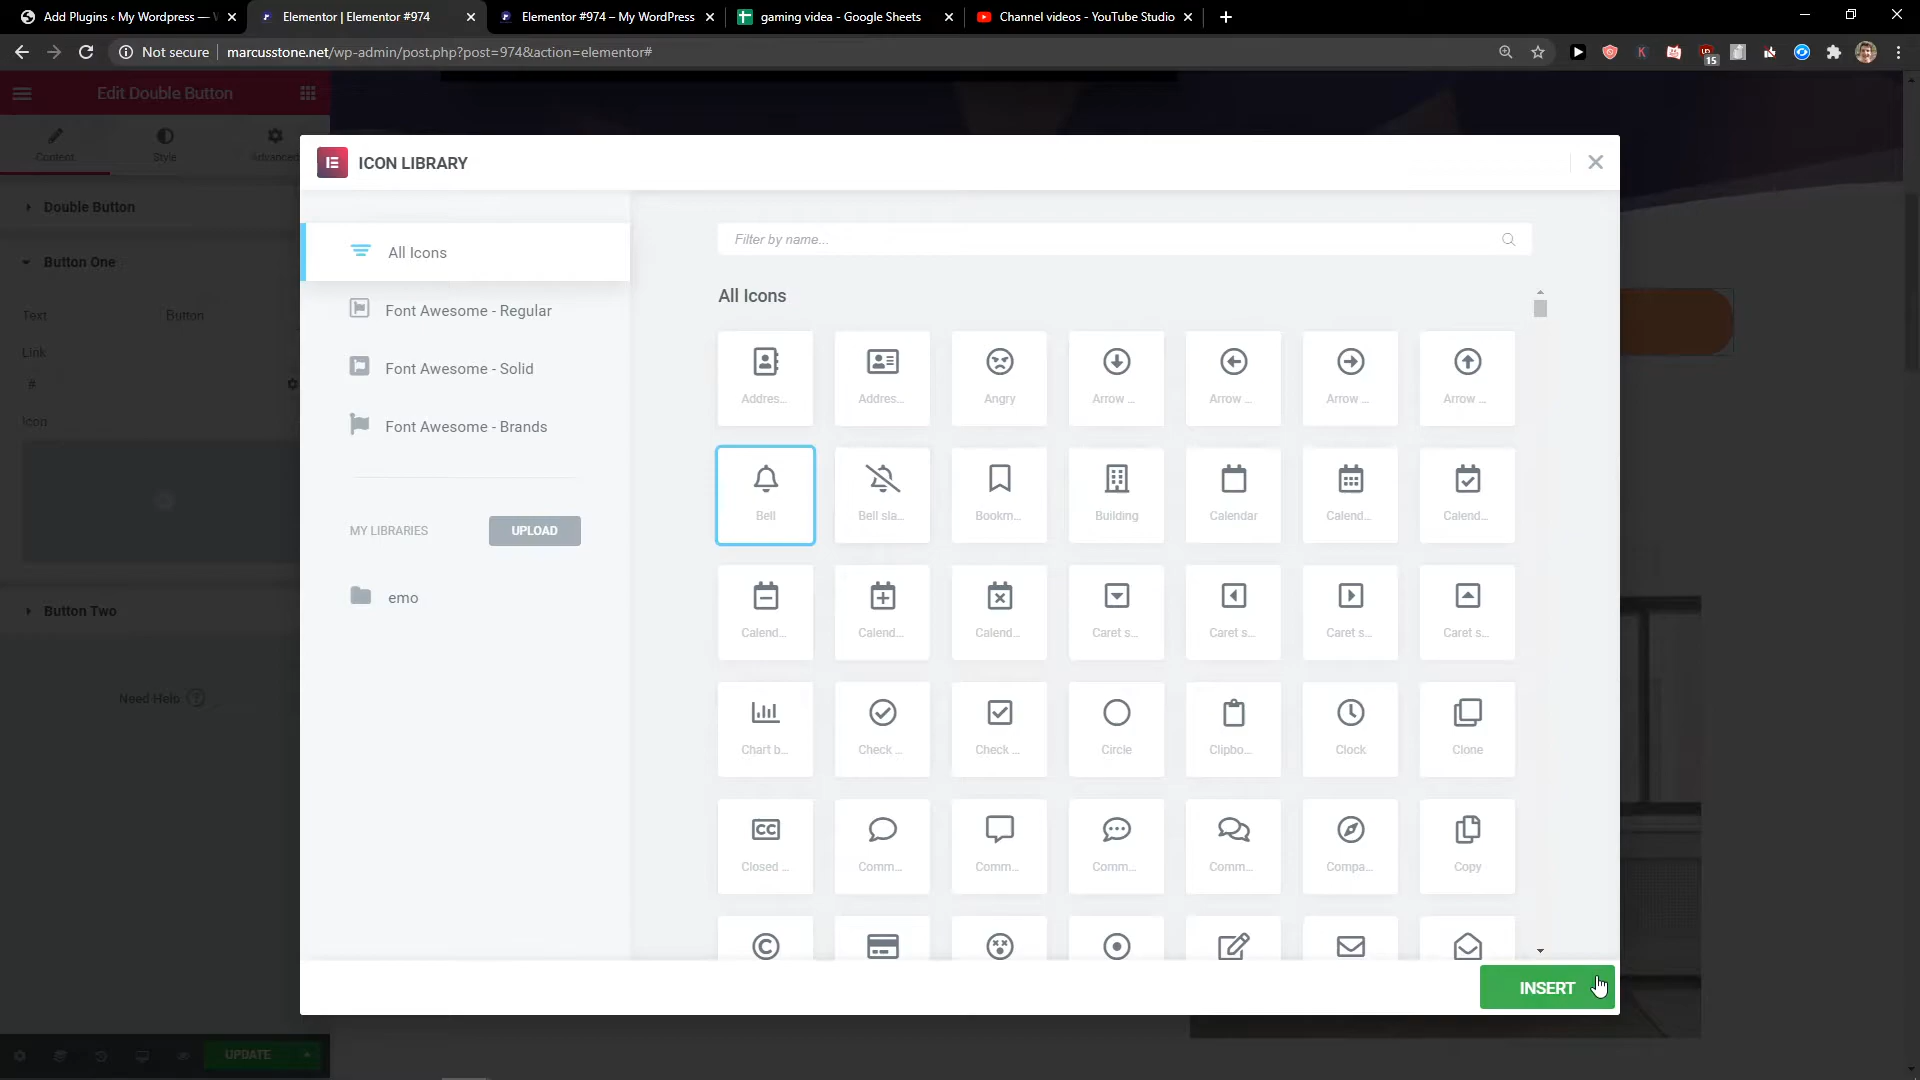 Add Plugins ‹ My Wordpress —
Elementor | Elementor #974
Elementor #974 – My WordPress
gaming videa - Google Sheets
Channel videos - YouTube Studio
Not secure
marcusstone.net/wp-admin/post.php?post=974&action=elementor#
15
Edit Double Button
Content
Style
Advanced
Double Button
Button One
Text
Button
Link
#
Icon
Button Two
Need Help
UPDATE
ICON LIBRARY
All Icons
Font Awesome - Regular
Font Awesome - Solid
Font Awesome - Brands
MY LIBRARIES
UPLOAD
emo
Filter by name...
All Icons
Addres... Addres... Angry Arrow ... Arrow ... Arrow ... Arrow ...
Bell Bell sla... Bookm... Building Calendar Calend... Calend...
Calend... Calend... Calend... Caret s... Caret s... Caret s... Caret s...
Chart b... Check ... Check ... Circle Clipbo... Clock Clone
Closed ... Comm... Comm... Comm... Comm... Compa... Copy
INSERT